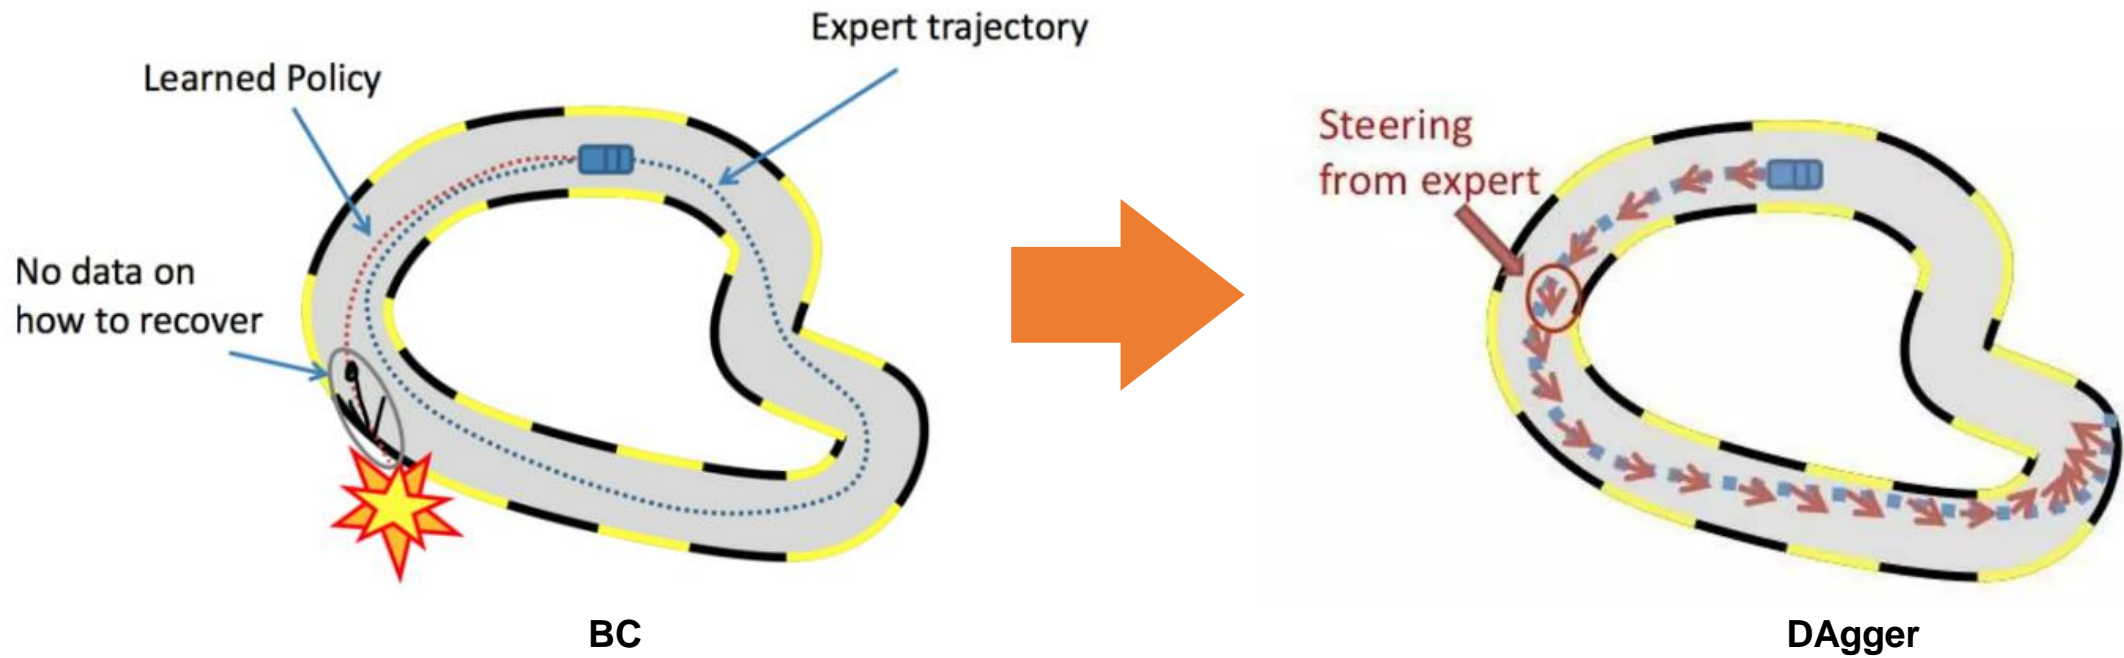 Expert trajectory
Learned Policy
No data on
how to recover
Steering
from expert
BC
DAgger